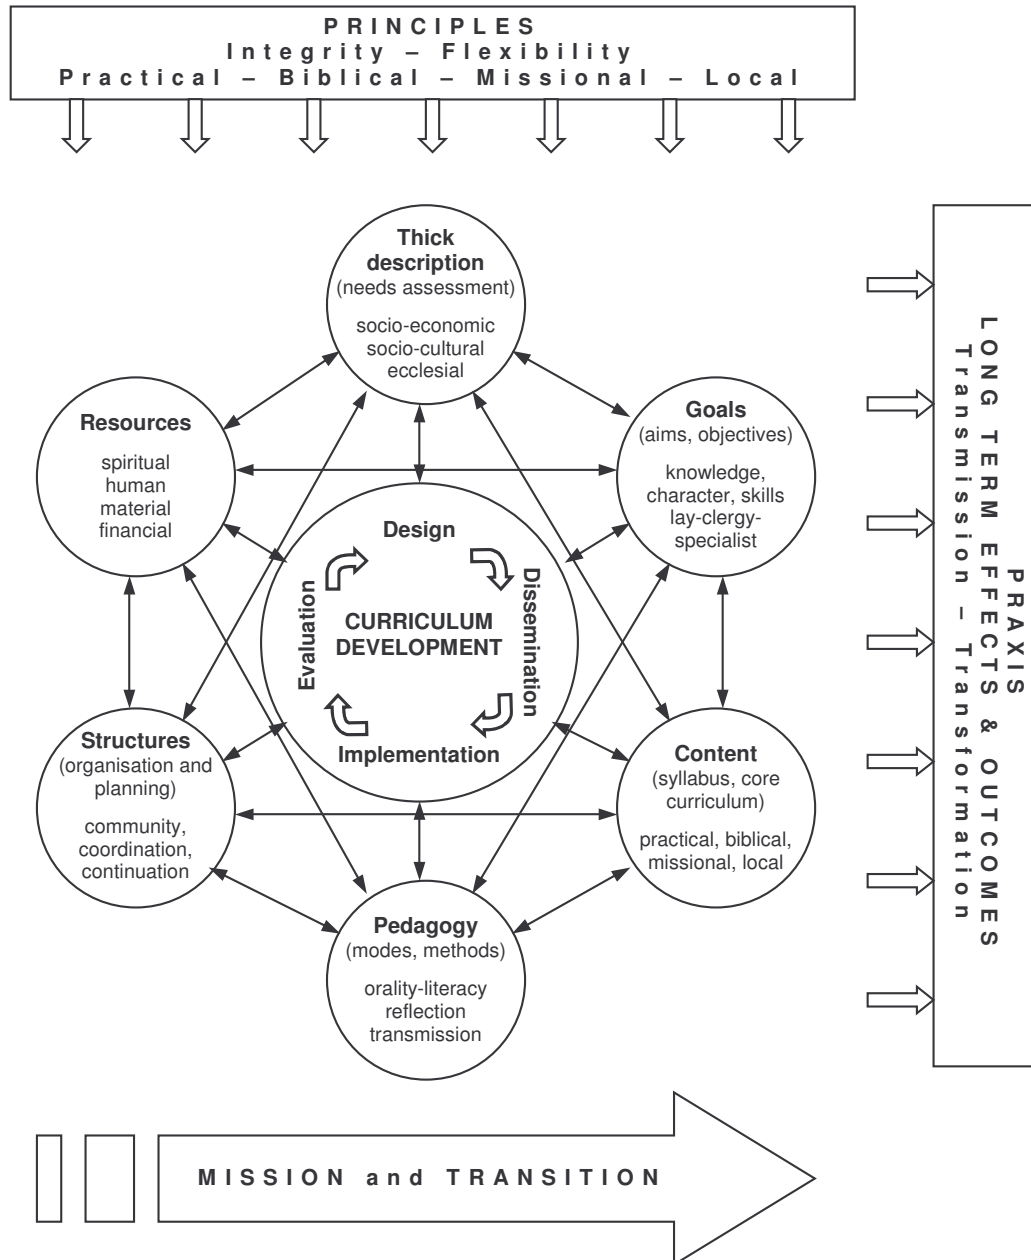 PRINCIPLES
Integrity – Flexibility
Practical – Biblical – Missional – Local
Thick
description
(needs assessment)
socio-economic
socio-cultural
ecclesial
Resources
spiritual
human
material
financial
Goals
(aims, objectives)
knowledge,
character, skills
lay-clergy-
specialist
Design
Dissemination
Evaluation
CURRICULUM
DEVELOPMENT
Implementation
Structures
(organisation and
planning)
community,
coordination,
continuation
Content
(syllabus, core
curriculum)
practical, biblical,
missional, local
Pedagogy
(modes, methods)
orality-literacy
reflection
transmission
PRAXIS
LONG TERM EFFECTS & OUTCOMES
Transmission – Transformation
MISSION and TRANSITION